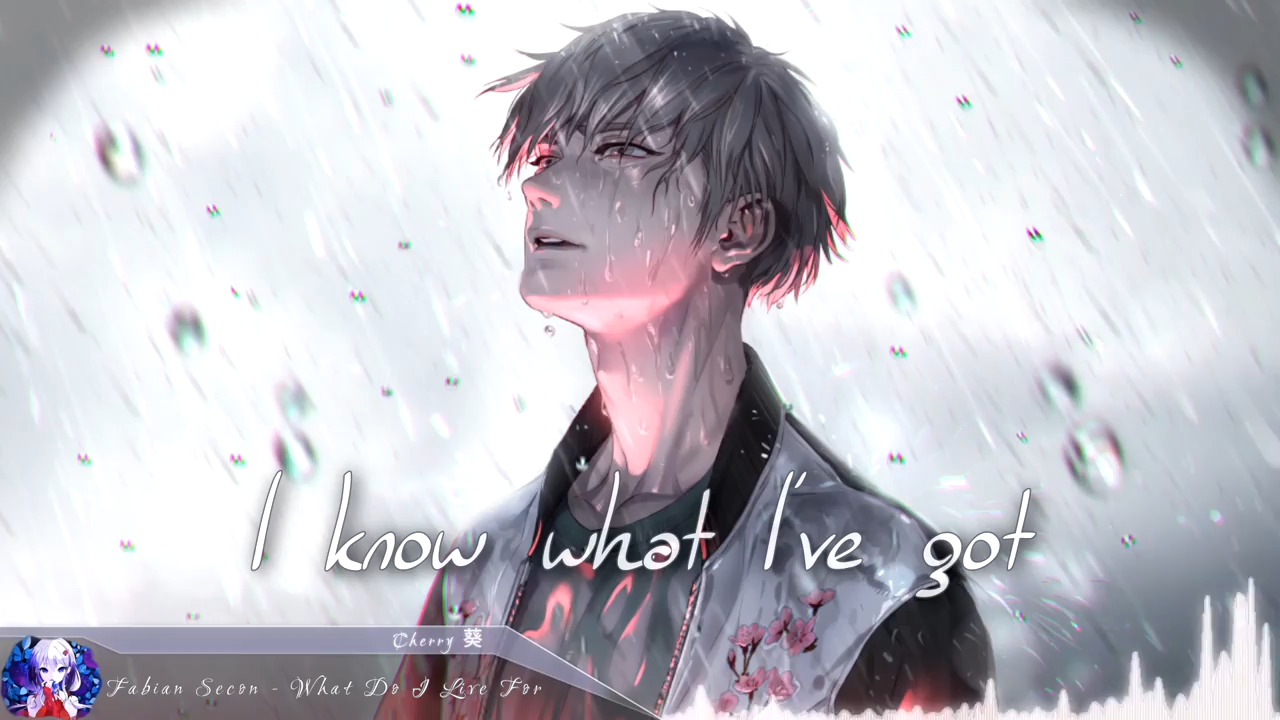 I know what I've got
Cherry 葵
Fabian Secon - What Do I Live For